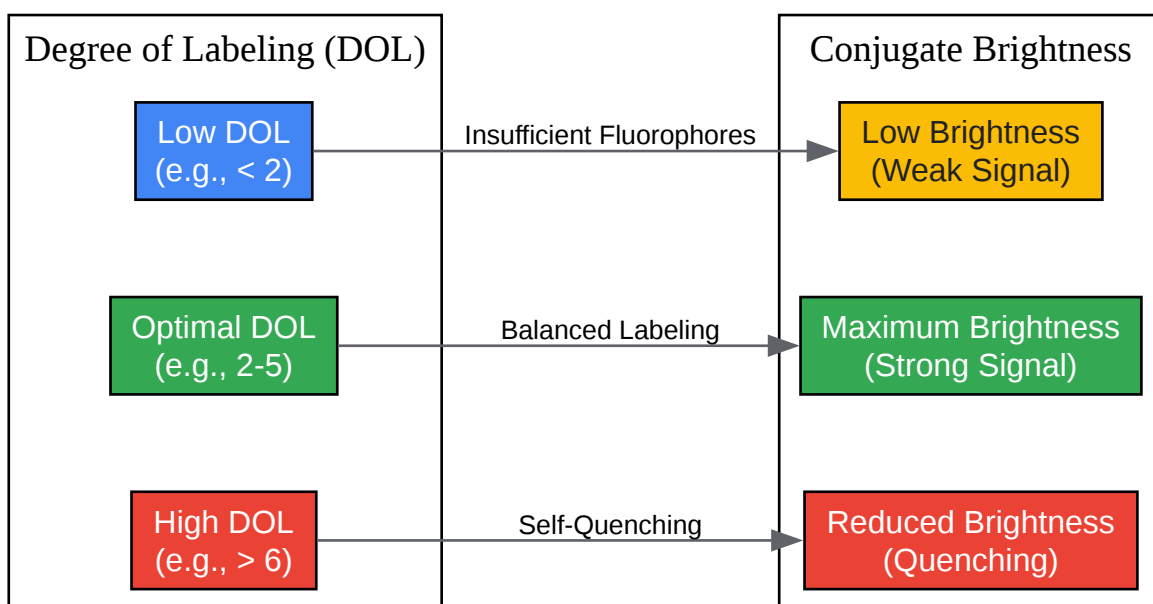 Degree of Labeling (DOL)
Conjugate Brightness
Low DOL
(e.g., < 2)
Insufficient Fluorophores
Low Brightness
(Weak Signal)
Optimal DOL
(e.g., 2-5)
Balanced Labeling
Maximum Brightness
(Strong Signal)
High DOL
(e.g., > 6)
Self-Quenching
Reduced Brightness
(Quenching)